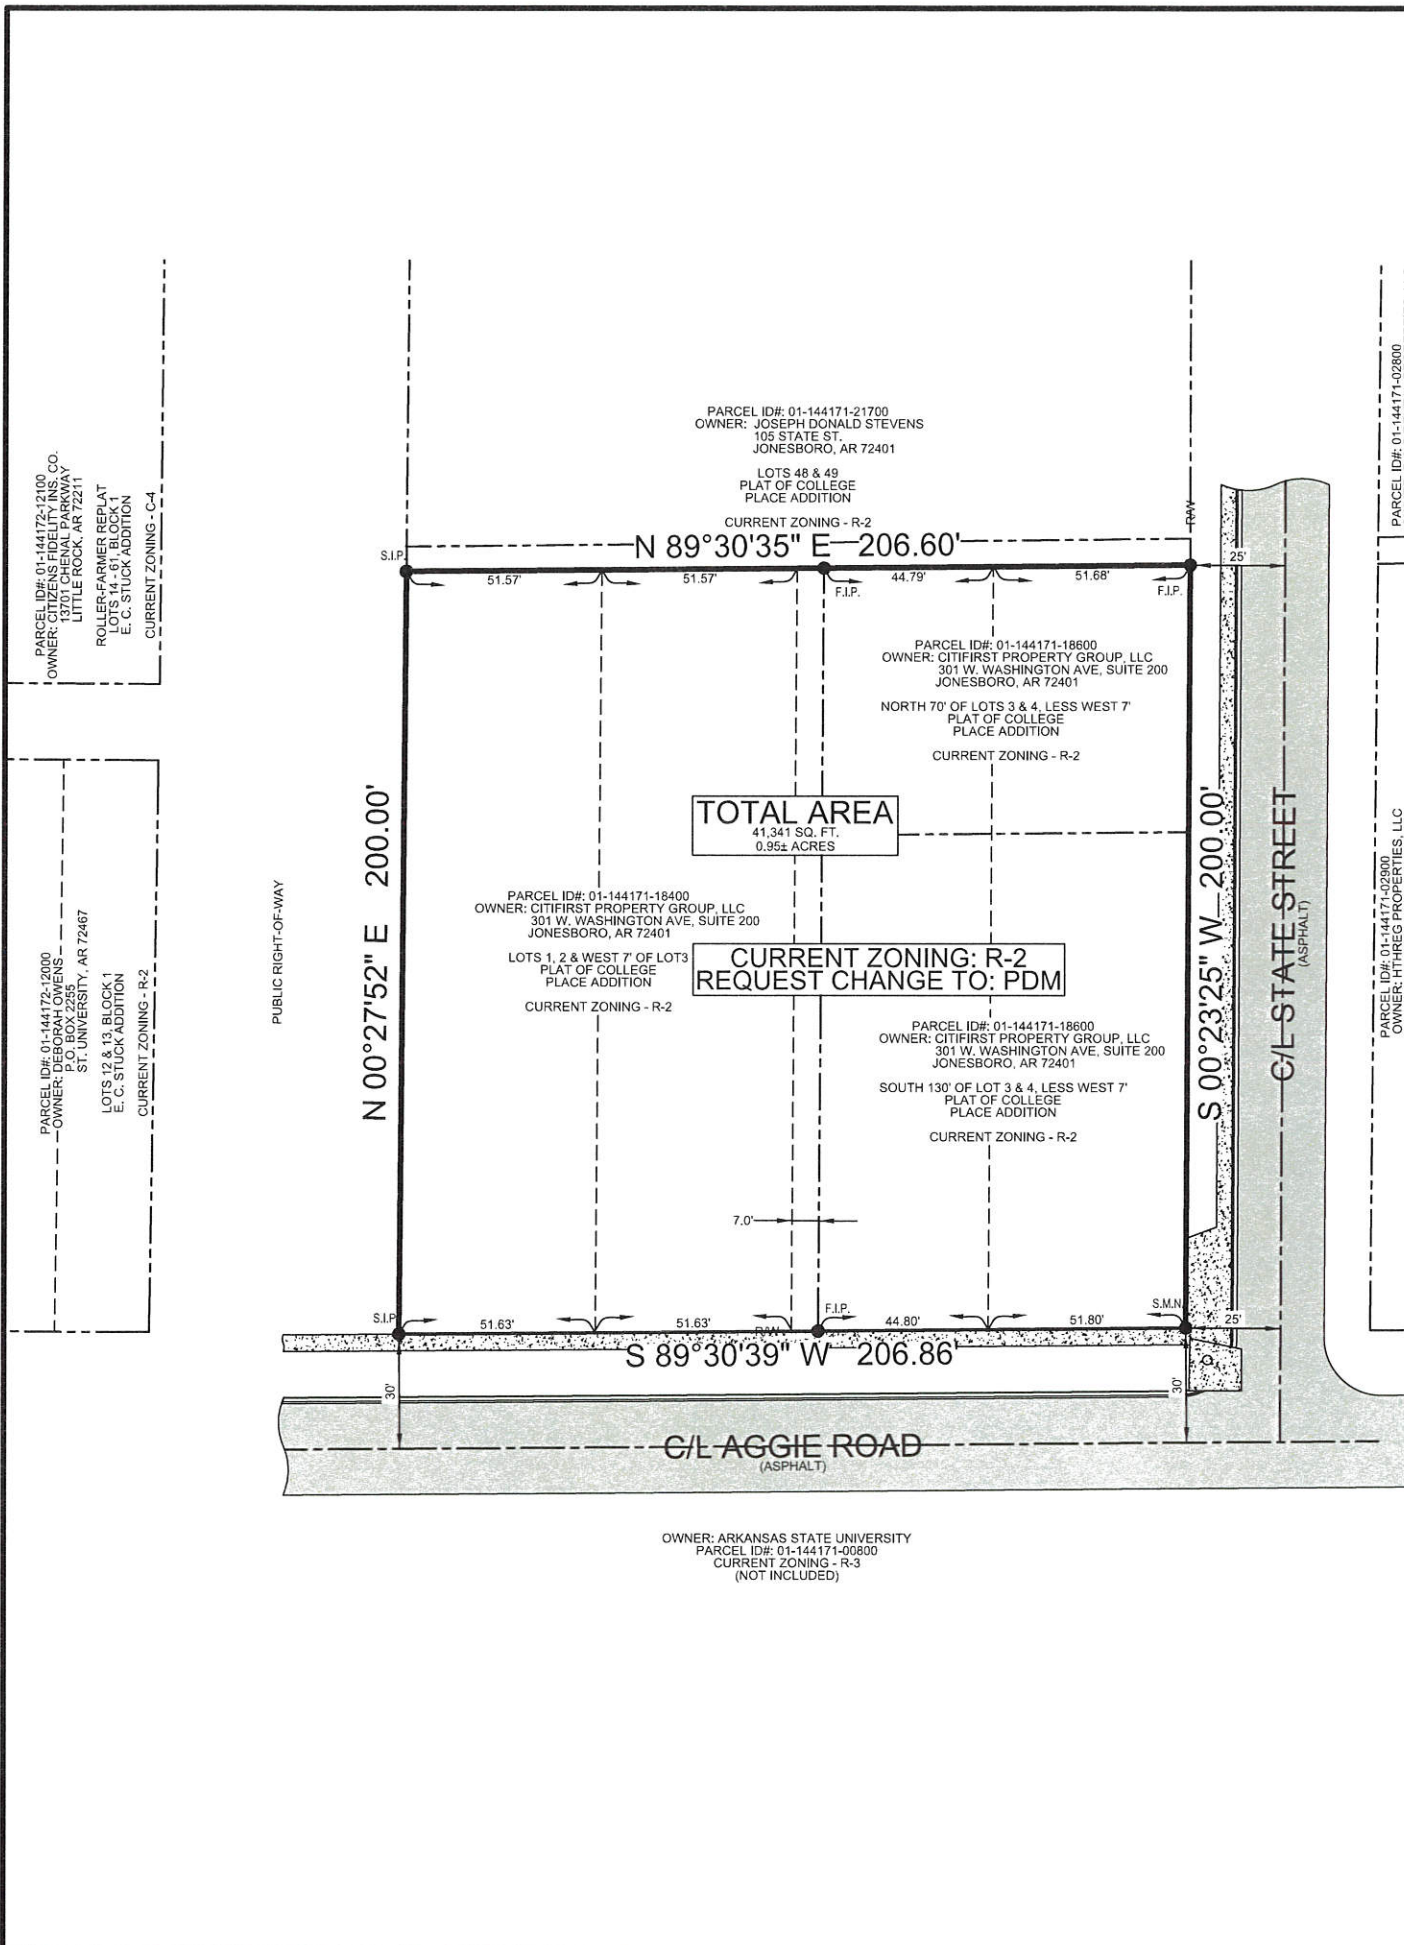 PARCEL ID#: 01-144172-12100
OWNER: CITIZENS FIDELITY INS. CO.
13701 CHENAL PARKWAY
LITTLE ROCK, AR 72211
ROLLER-FARMER REPLAT
LOTS 14 - 61, BLOCK 1
E. C. STUCK ADDITION
CURRENT ZONING - C-4
PARCEL ID#: 01-144172-12000
OWNER: DEBORAH OWENS
P.O. BOX 2255
ST. UNIVERSITY, AR 72467
LOTS 12 & 13, BLOCK 1
E. C. STUCK ADDITION
CURRENT ZONING - R-2
PUBLIC RIGHT-OF-WAY
PARCEL ID#: 01-144171-21700
OWNER: JOSEPH DONALD STEVENS
105 STATE ST.
JONESBORO, AR 72401
LOTS 48 & 49
PLAT OF COLLEGE
PLACE ADDITION
CURRENT ZONING - R-2
N 89°30'35" E 206.60'
S.I.P.
51.57'
51.57'
F.I.P.
44.79'
51.68'
F.I.P.
R/W
25'
PARCEL ID#: 01-144171-18600
OWNER: CITIFIRST PROPERTY GROUP, LLC
301 W. WASHINGTON AVE, SUITE 200
JONESBORO, AR 72401
NORTH 70' OF LOTS 3 & 4, LESS WEST 7'
PLAT OF COLLEGE
PLACE ADDITION
CURRENT ZONING - R-2
TOTAL AREA
41,341 SQ. FT.
0.95± ACRES
N 00°27'52" E 200.00'
PARCEL ID#: 01-144171-18400
OWNER: CITIFIRST PROPERTY GROUP, LLC
301 W. WASHINGTON AVE, SUITE 200
JONESBORO, AR 72401
LOTS 1, 2 & WEST 7' OF LOT3
PLAT OF COLLEGE
PLACE ADDITION
CURRENT ZONING - R-2
CURRENT ZONING: R-2
REQUEST CHANGE TO: PDM
PARCEL ID#: 01-144171-18600
OWNER: CITIFIRST PROPERTY GROUP, LLC
301 W. WASHINGTON AVE, SUITE 200
JONESBORO, AR 72401
SOUTH 130' OF LOT 3 & 4, LESS WEST 7'
PLAT OF COLLEGE
PLACE ADDITION
CURRENT ZONING - R-2
S 00°23'25" W 200.00'
C/L STATE STREET
(ASPHALT)
PARCEL ID#: 01-144171-02800
PARCEL ID#: 01-144171-02900
OWNER: HTHREG PROPERTIES, LLC
7.0'
S.I.P.
51.63'
51.63'
R/W
F.I.P.
44.80'
51.80'
S.M.N.
25'
S 89°30'39" W 206.86'
30'
30'
C/L AGGIE ROAD
(ASPHALT)
OWNER: ARKANSAS STATE UNIVERSITY
PARCEL ID#: 01-144171-00800
CURRENT ZONING - R-3
(NOT INCLUDED)